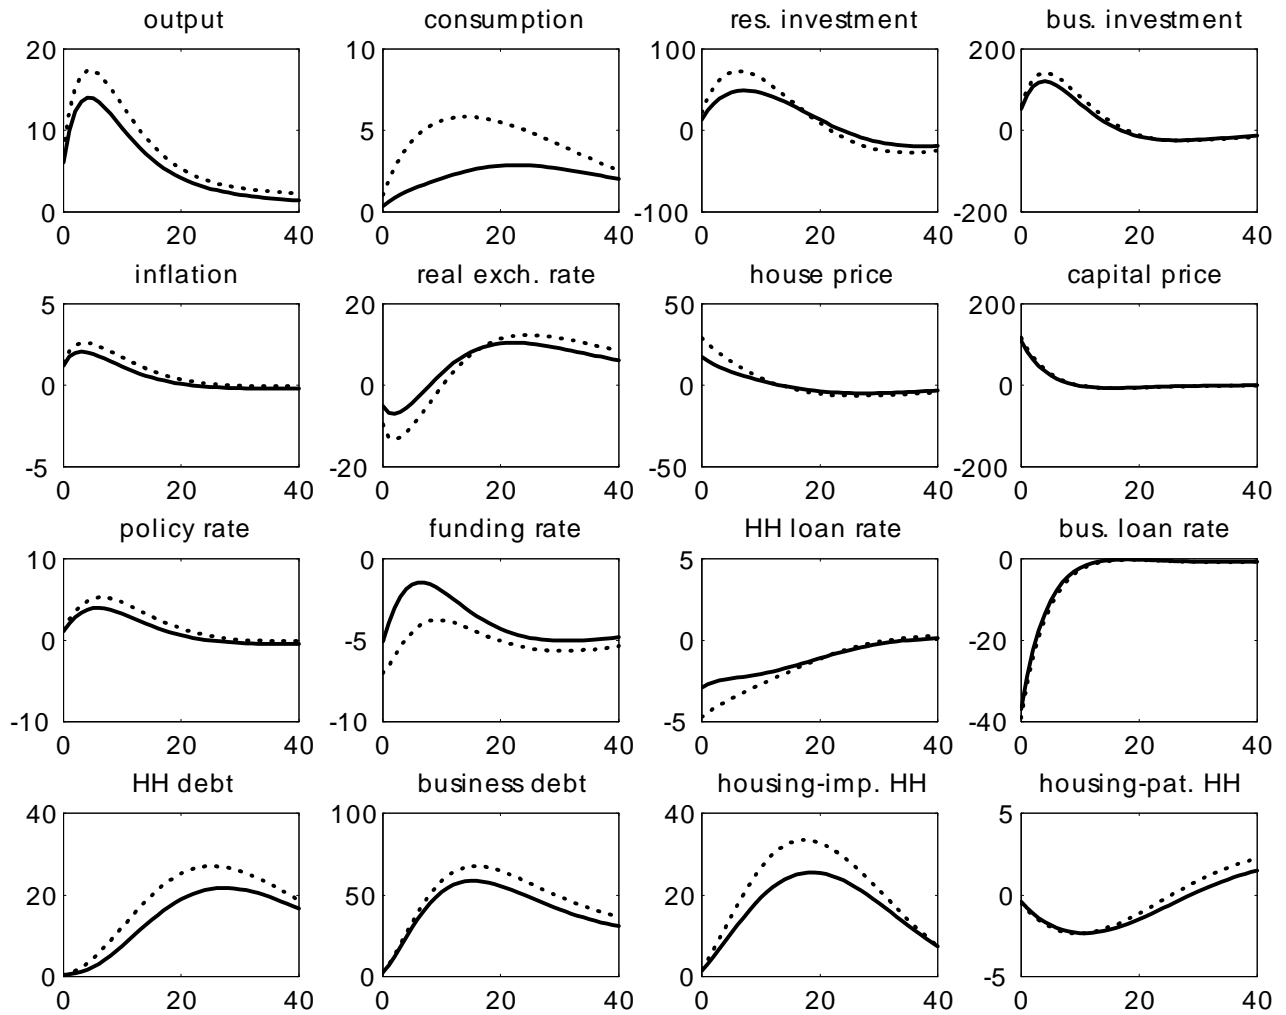 output consumption res. investment bus. investment
20 10 100 200
10 5 0 0
0 0 -100 -200
0 20 40 0 20 40 0 20 40 0 20 40
inflation real exch. rate house price capital price
5 20 50 200
0 0 0 0
-5 -20 -50 -200
0 20 40 0 20 40 0 20 40 0 20 40
policy rate funding rate HH loan rate bus. loan rate
10 0 5 0
0 -5 0 -20
-10 -10 -5 -40
0 20 40 0 20 40 0 20 40 0 20 40
HH debt business debt housing-imp. HH housing-pat. HH
40 100 40 5
20 50 20 0
0 0 0 -5
0 20 40 0 20 40 0 20 40 0 20 40